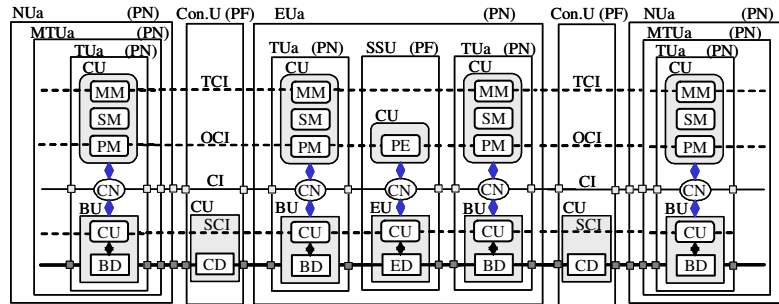 NUa (PN) Con.U (PF) EUa (PN) Con.U (PF) NUa (PN)
MTUa (PN) MTUa (PN)
TUa (PN) TUa (PN) SSU (PF) TUa (PN) TUa (PN)
CU CU CU CU
MM TCI MM MM TCI MM
SM SM CU SM SM
PM OCI PM PE PM OCI PM
CN CI CN CN CN CI CN
BU CU BU EU BU CU BU
CU SCI CU CU CU SCI CU
BD CD BD ED BD CD BD